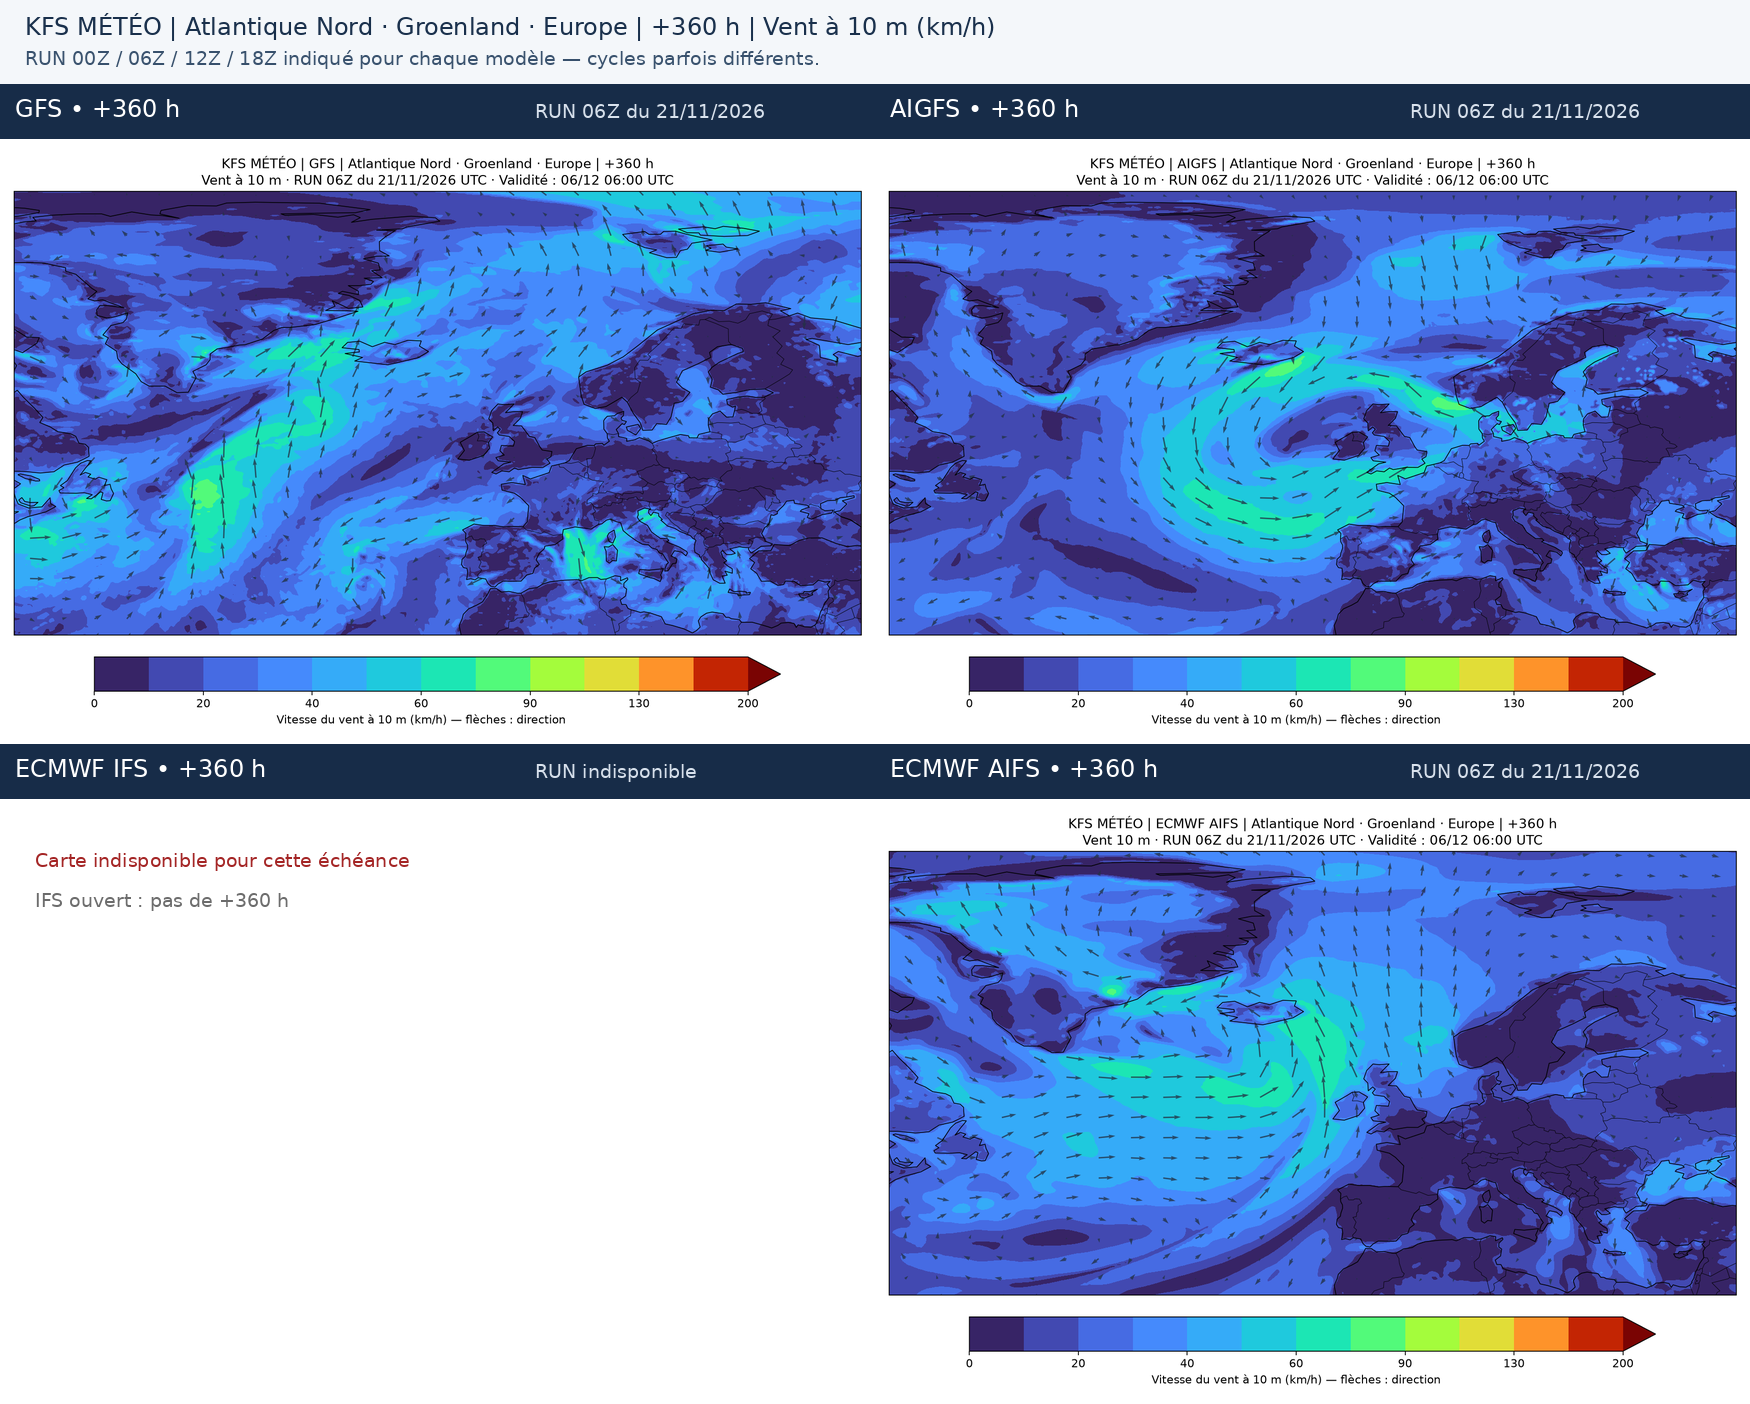 KFS MÉTÉO | Atlantique Nord · Groenland · Europe | +360 h | Vent à 10 m (km/h)
RUN 00Z / 06Z / 12Z / 18Z indiqué pour chaque modèle — cycles parfois différents.
GFS • +360 h
RUN 06Z du 21/11/2026
KFS MÉTÉO | GFS | Atlantique Nord · Groenland · Europe | +360 h
Vent à 10 m · RUN 06Z du 21/11/2026 UTC · Validité : 06/12 06:00 UTC
0 20 40 60 90 130 200
Vitesse du vent à 10 m (km/h) — flèches : direction
AIGFS • +360 h
RUN 06Z du 21/11/2026
KFS MÉTÉO | AIGFS | Atlantique Nord · Groenland · Europe | +360 h
Vent à 10 m · RUN 06Z du 21/11/2026 UTC · Validité : 06/12 06:00 UTC
0 20 40 60 90 130 200
Vitesse du vent à 10 m (km/h) — flèches : direction
ECMWF IFS • +360 h
RUN indisponible
Carte indisponible pour cette échéance
IFS ouvert : pas de +360 h
ECMWF AIFS • +360 h
RUN 06Z du 21/11/2026
KFS MÉTÉO | ECMWF AIFS | Atlantique Nord · Groenland · Europe | +360 h
Vent 10 m · RUN 06Z du 21/11/2026 UTC · Validité : 06/12 06:00 UTC
0 20 40 60 90 130 200
Vitesse du vent à 10 m (km/h) — flèches : direction